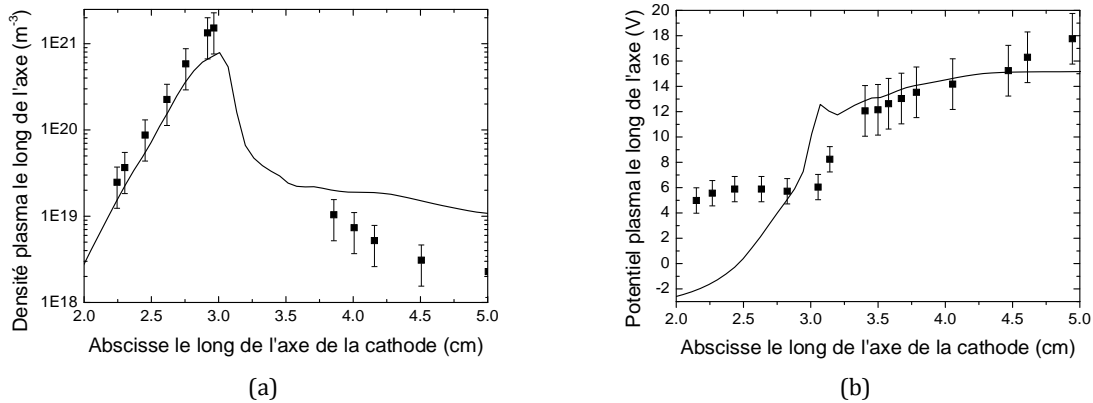 Densité plasma le long de l'axe (m⁻³)
1E21
1E20
1E19
1E18
2.0 2.5 3.0 3.5 4.0 4.5 5.0
Abscisse le long de l'axe de la cathode (cm)
(a)
Potentiel plasma le long de l'axe (V)
20
18
16
14
12
10
8
6
4
2
0
-2
2.0 2.5 3.0 3.5 4.0 4.5 5.0
Abscisse le long de l'axe de la cathode (cm)
(b)